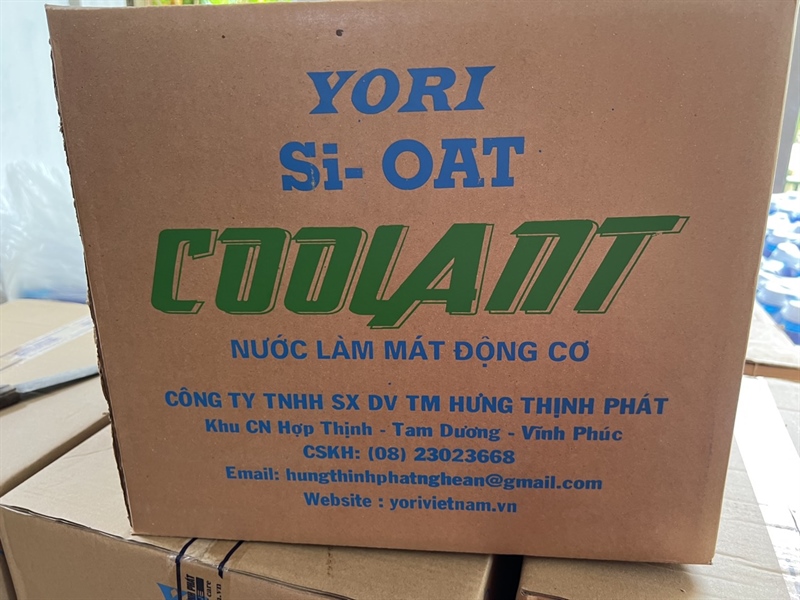 YORI
Si- OAT
COOLANT
NƯỚC LÀM MÁT ĐỘNG CƠ
CÔNG TY TNHH SX DV TM HƯNG THỊNH PHÁT
Khu CN Hợp Thịnh - Tam Dương - Vĩnh Phúc
CSKH: (08) 23023668
Email: hungthinhphatnghean@gmail.com
Website : yorivietnam.vn